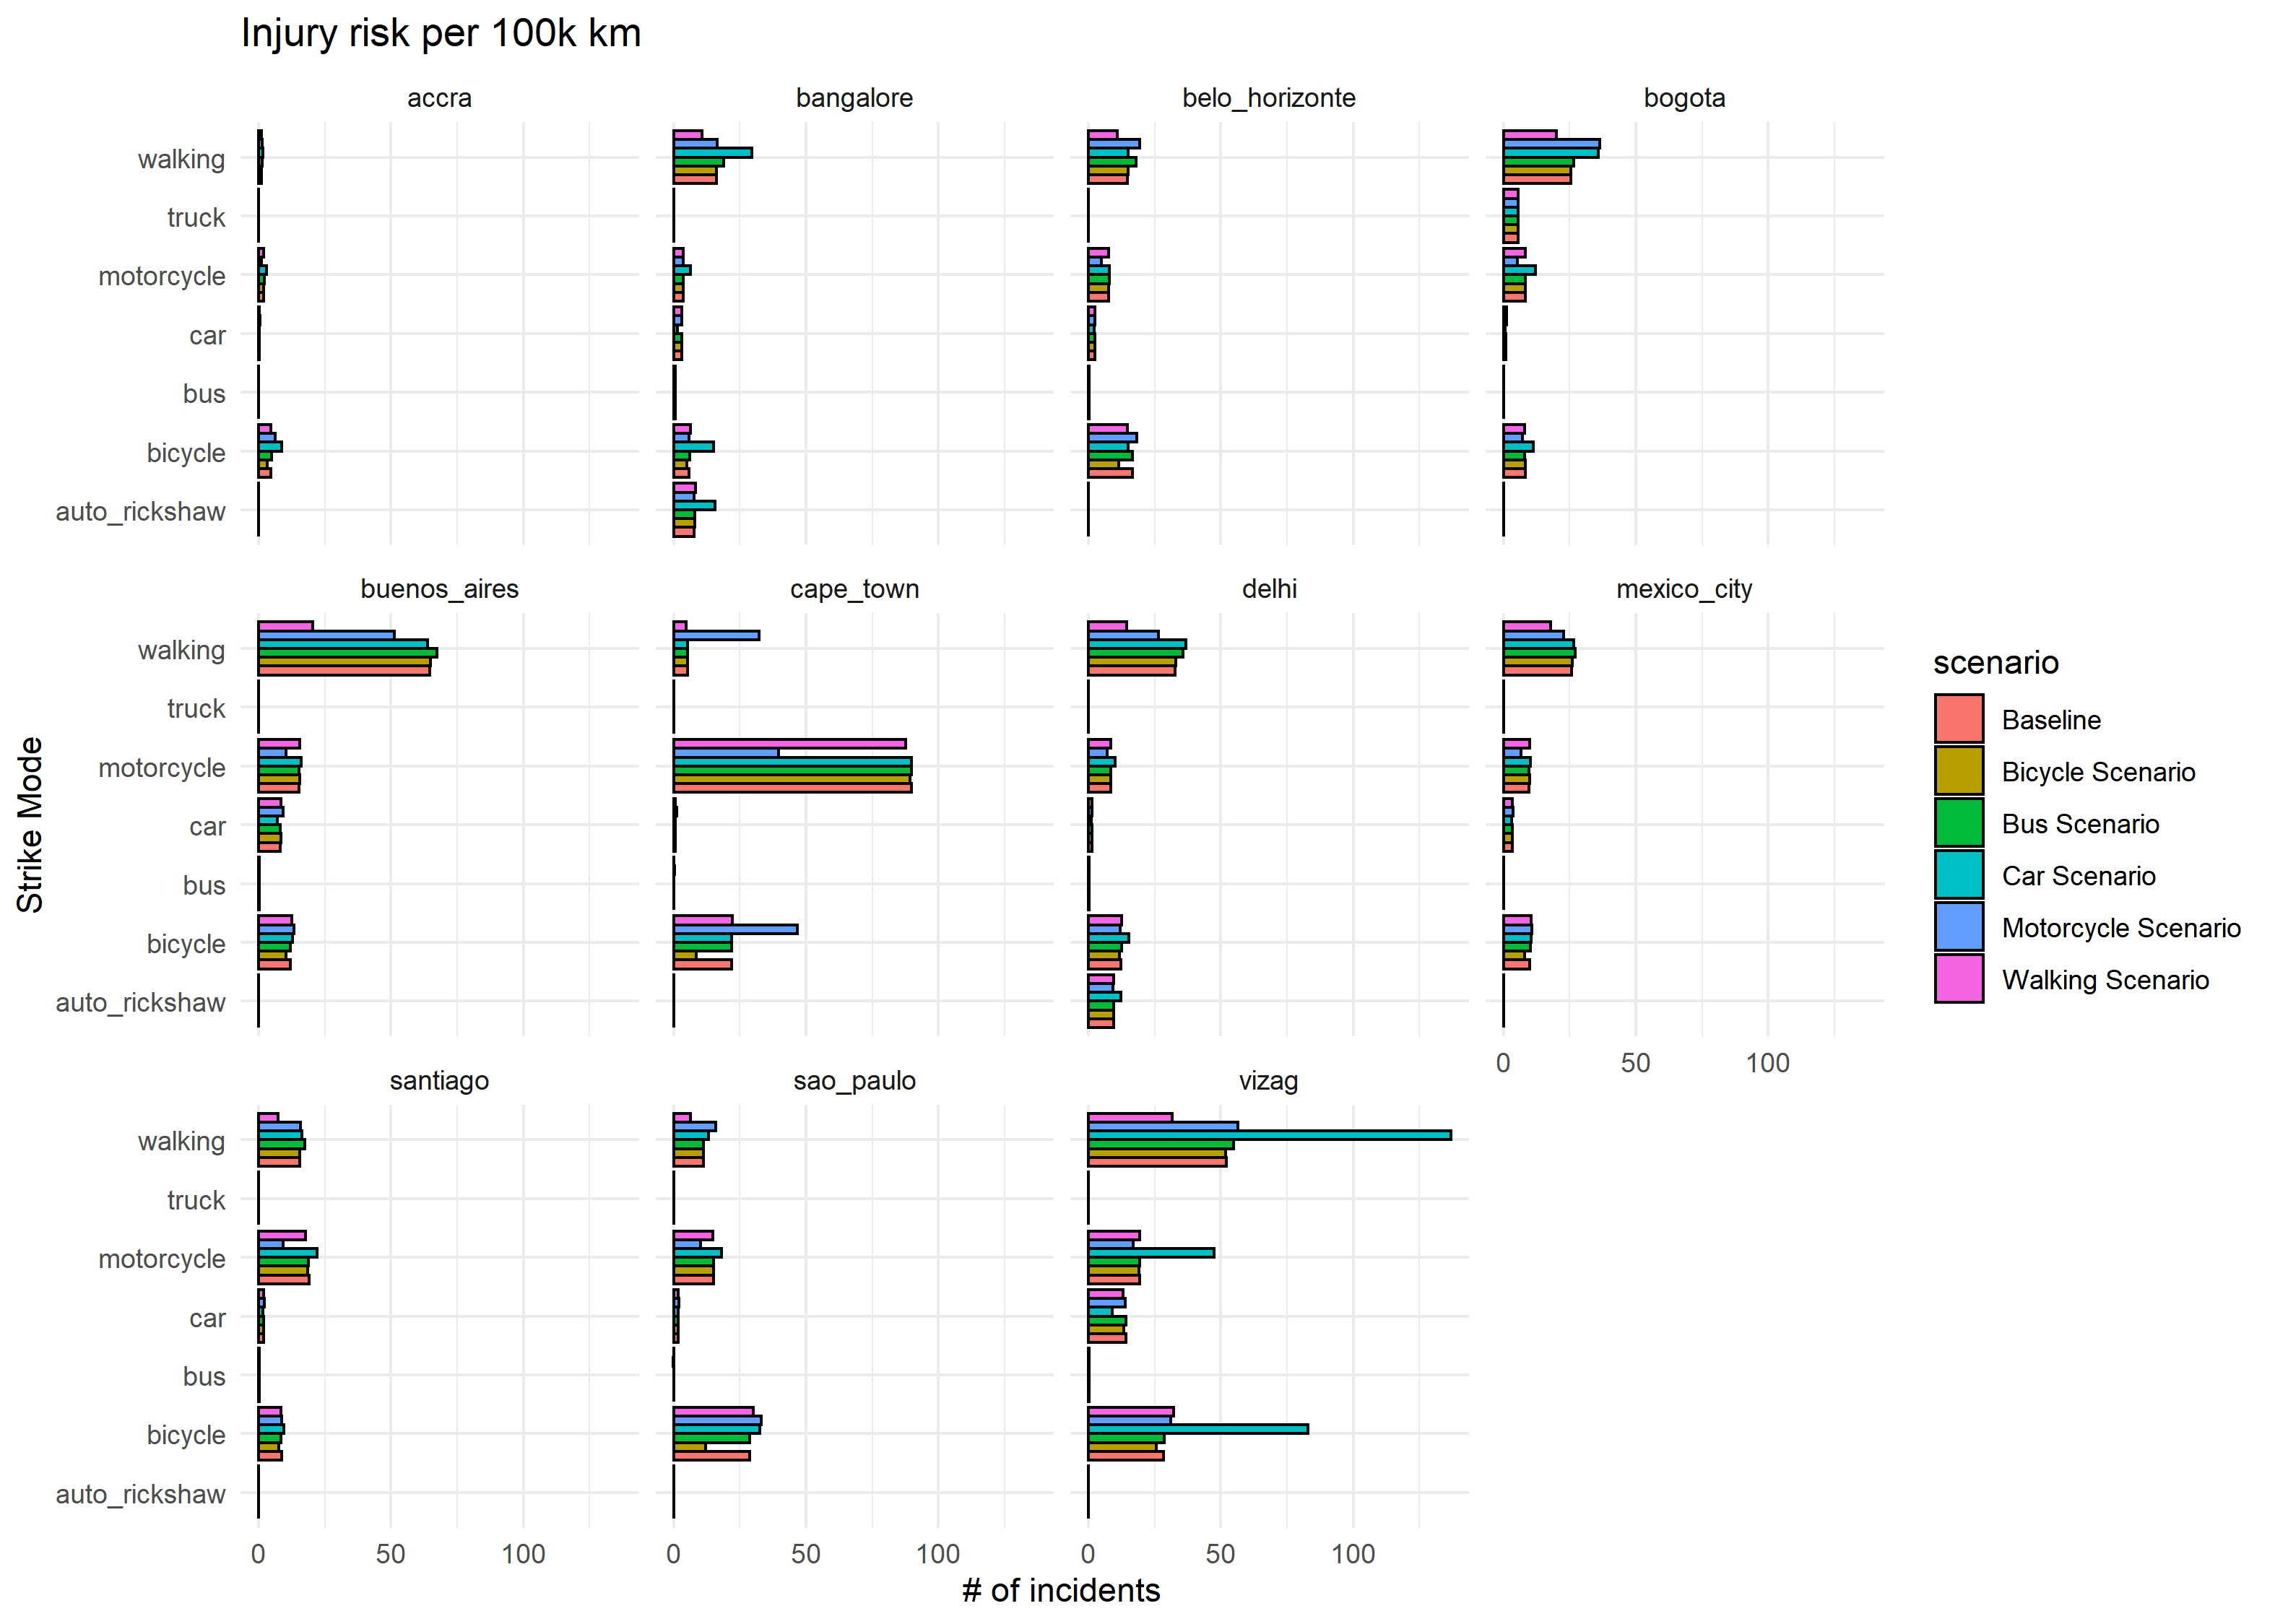 Injury risk per 100k km
accra bangalore belo_horizonte bogota
walking
truck
motorcycle
car
bus
bicycle
auto_rickshaw
buenos_aires cape_town delhi mexico_city
walking
truck
motorcycle
car
bus
bicycle
auto_rickshaw
0 50 100
santiago sao_paulo vizag
walking
truck
motorcycle
car
bus
bicycle
auto_rickshaw
0 50 100 0 50 100 0 50 100
# of incidents
Strike Mode
scenario
Baseline
Bicycle Scenario
Bus Scenario
Car Scenario
Motorcycle Scenario
Walking Scenario